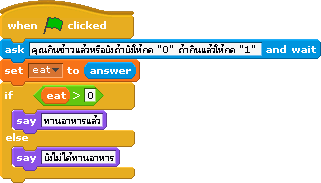 when clicked
ask คุณกินข้าวแล้วหรือยังถ้ายังให้กด "0" ถ้ากินแล้วให้กด "1" and wait
set eat to answer
if eat > 0
say ทานอาหารแล้ว
else
say ยังไม่ได้ทานอาหาร